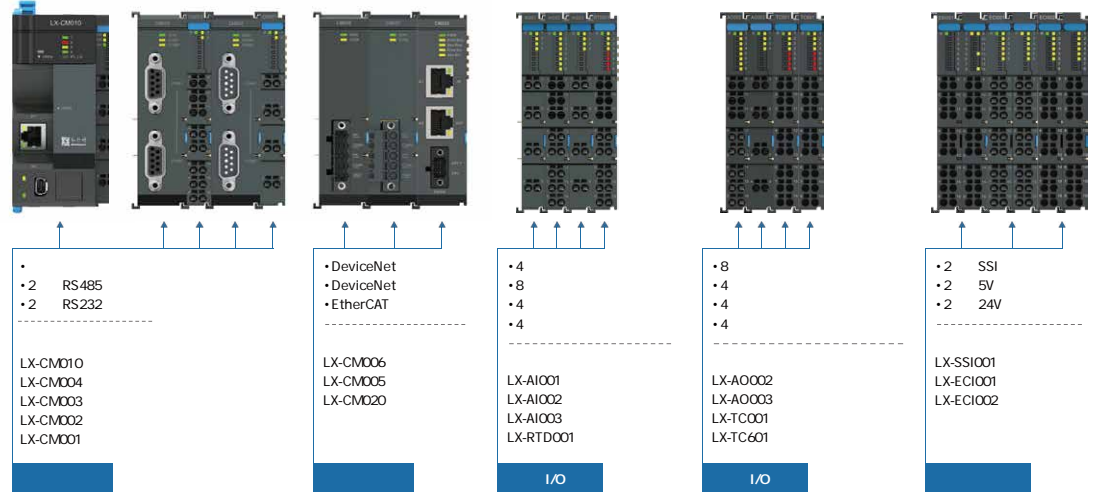 LX-CM010
•
•2 RS485
•2 RS232
LX-CM010
LX-CM004
LX-CM003
LX-CM002
LX-CM001
•DeviceNet
•DeviceNet
•EtherCAT
LX-CM006
LX-CM005
LX-CM020
•4
•8
•4
•4
LX-AI001
LX-AI002
LX-AI003
LX-RTD001
I/O
•8
•4
•4
•4
LX-AO002
LX-AO003
LX-TC001
LX-TC601
I/O
•2 SSI
•2 5V
•2 24V
LX-SSI001
LX-ECI001
LX-ECI002